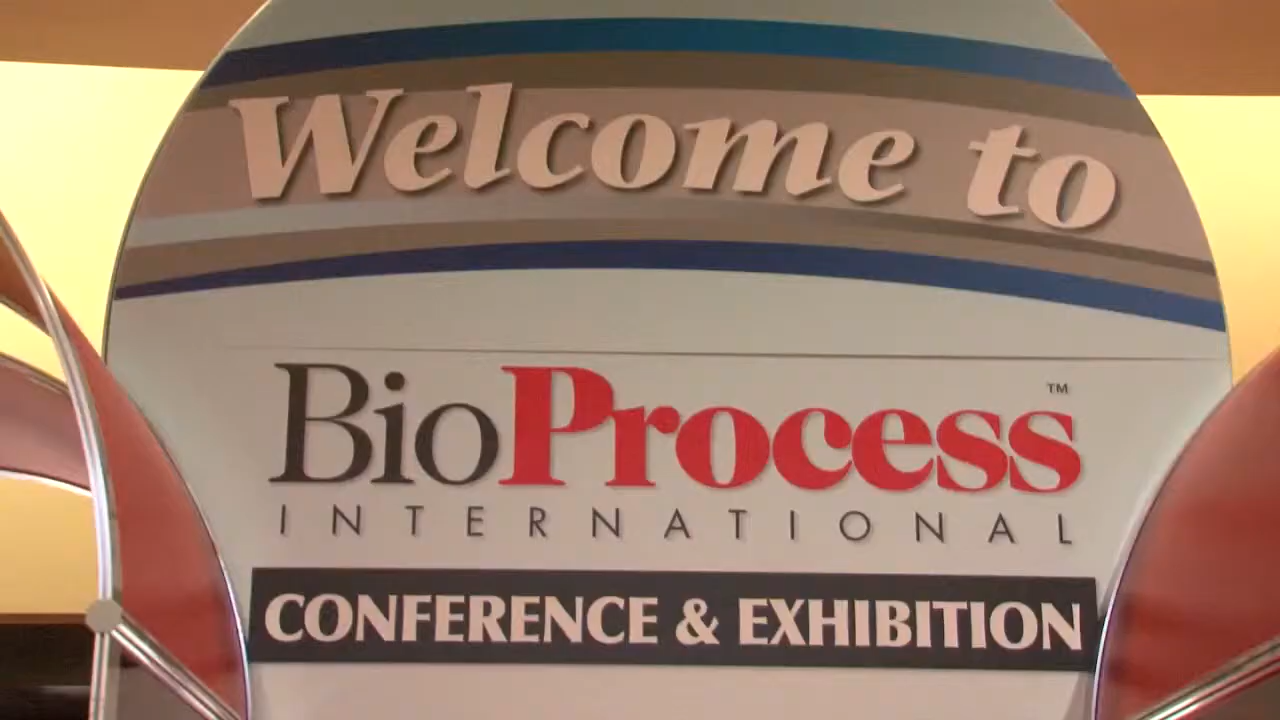 Welcome to
BioProcess™
INTERNATIONAL
CONFERENCE & EXHIBITION